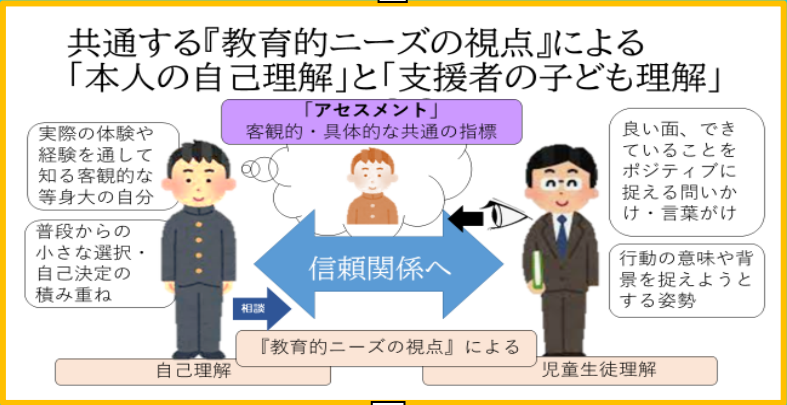 共通する『教育的ニーズの視点』による
「本人の自己理解」と「支援者の子ども理解」
「アセスメント」
客観的・具体的な共通の指標
実際の体験や
経験を通して
知る客観的な
等身大の自分
普段からの
小さな選択・
自己決定の
積み重ね
良い面、でき
ていることを
ポジティブに
捉える問いか
け・言葉がけ
行動の意味や背
景を捉えようと
する姿勢
信頼関係へ
相談
『教育的ニーズの視点』による
自己理解
児童生徒理解